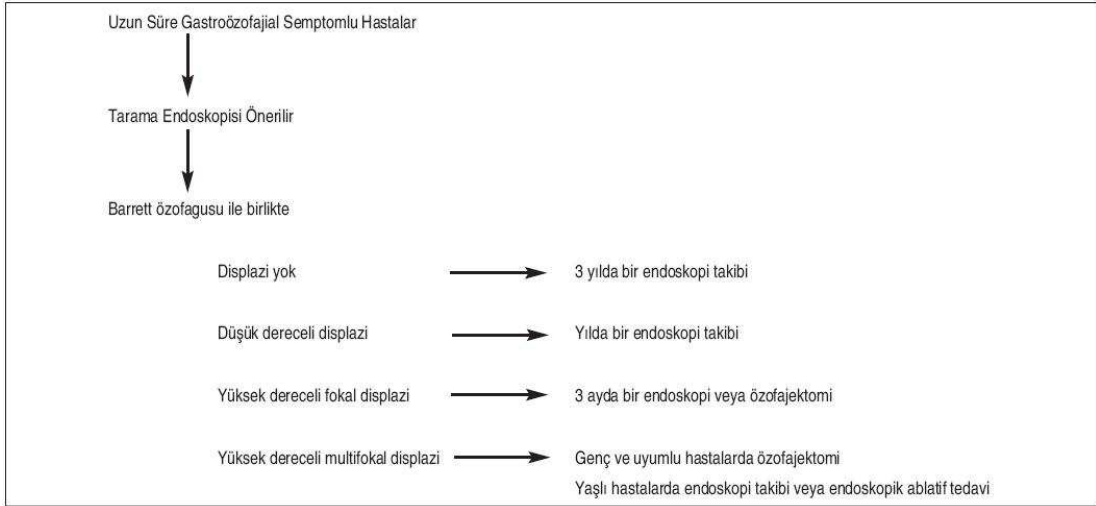 Uzun Süre Gastroözofajial Semptomlu Hastalar
Tarama Endoskopisi Önerilir
Barrett özofagusu ile birlikte
Displazi yok 3 yılda bir endoskopi takibi
Düşük dereceli displazi Yılda bir endoskopi takibi
Yüksek dereceli fokal displazi 3 ayda bir endoskopi veya özofajektomi
Yüksek dereceli multifokal displazi Genç ve uyumlu hastalarda özofajektomi
Yaşlı hastalarda endoskopi takibi veya endoskopik ablatif tedavi